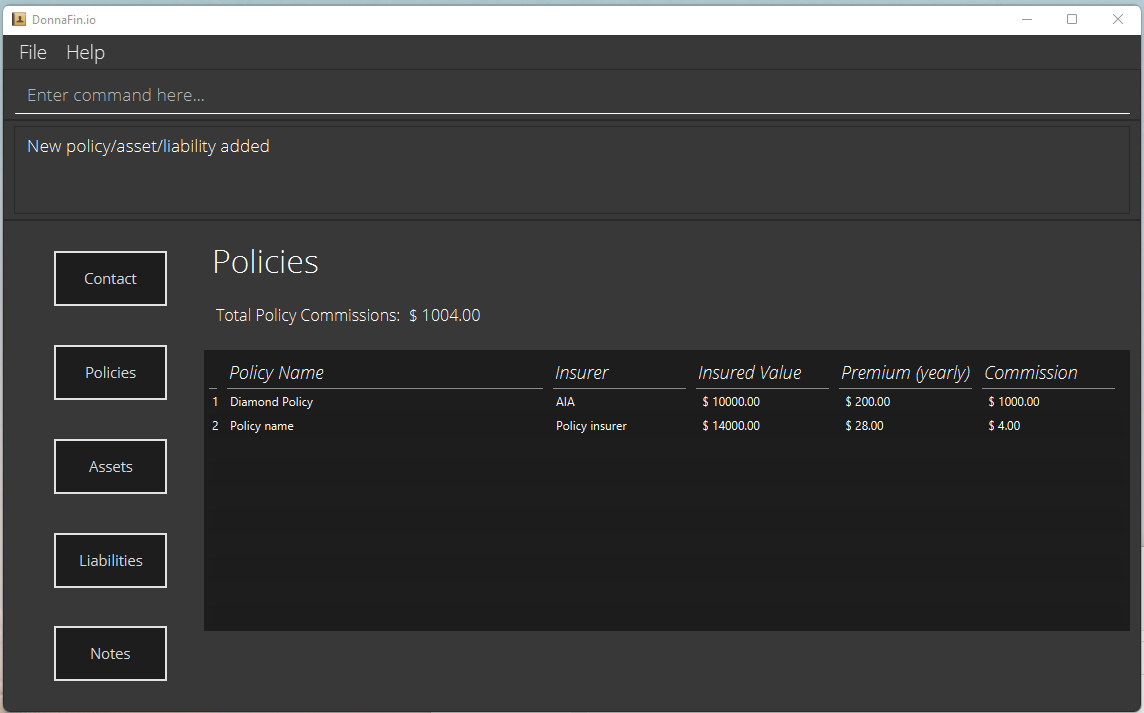 DonnaFin.io
File Help
Enter command here...
New policy/asset/liability added
Contact
Policies
Assets
Liabilities
Notes
Policies
Total Policy Commissions: $ 1004.00
Policy Name Insurer Insured Value Premium (yearly) Commission
1 Diamond Policy AIA $ 10000.00 $ 200.00 $ 1000.00
2 Policy name Policy insurer $ 14000.00 $ 28.00 $ 4.00